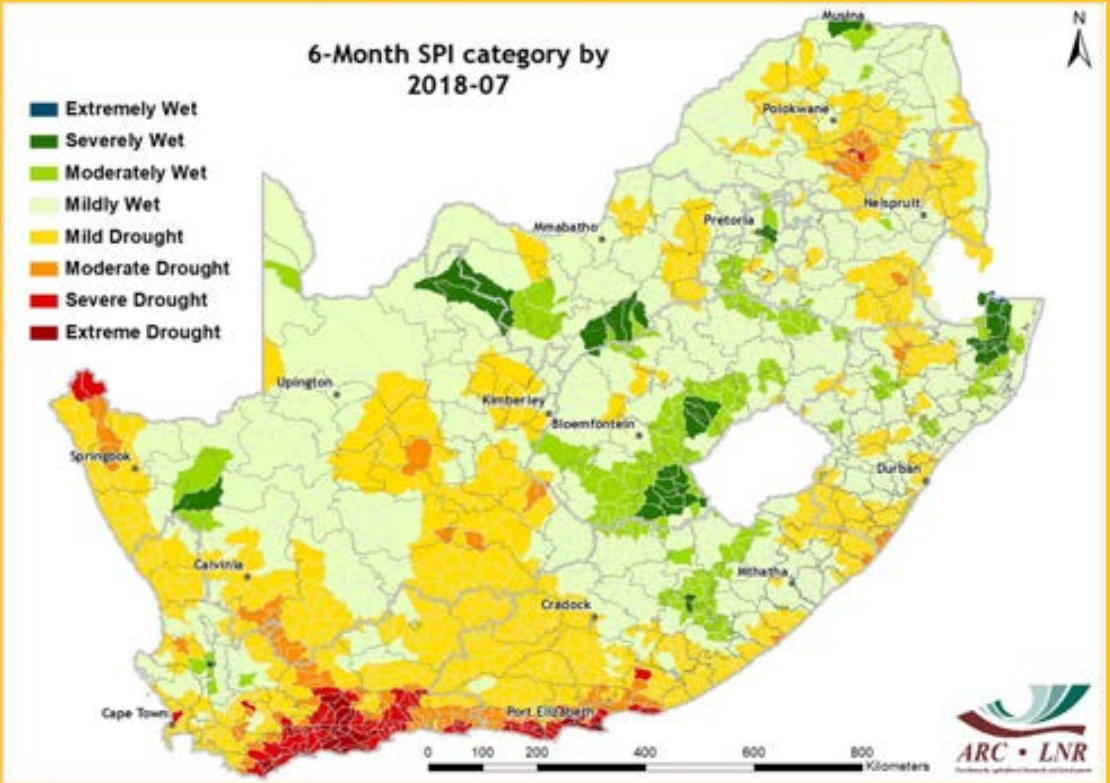 6-Month SPI category by
2018-07
N
Extremely Wet
Severely Wet
Moderately Wet
Mildly Wet
Mild Drought
Moderate Drought
Severe Drought
Extreme Drought
Musina
Polokwane
Nelspruit
Pretoria
Mmabatho
Upington
Kimberley
Bloemfontein
Springbok
Durban
Calvinia
Mthatha
Cradock
Cape Town
Port Elizabeth
0 100 200 400 600 800
Kilometers
ARC • LNR